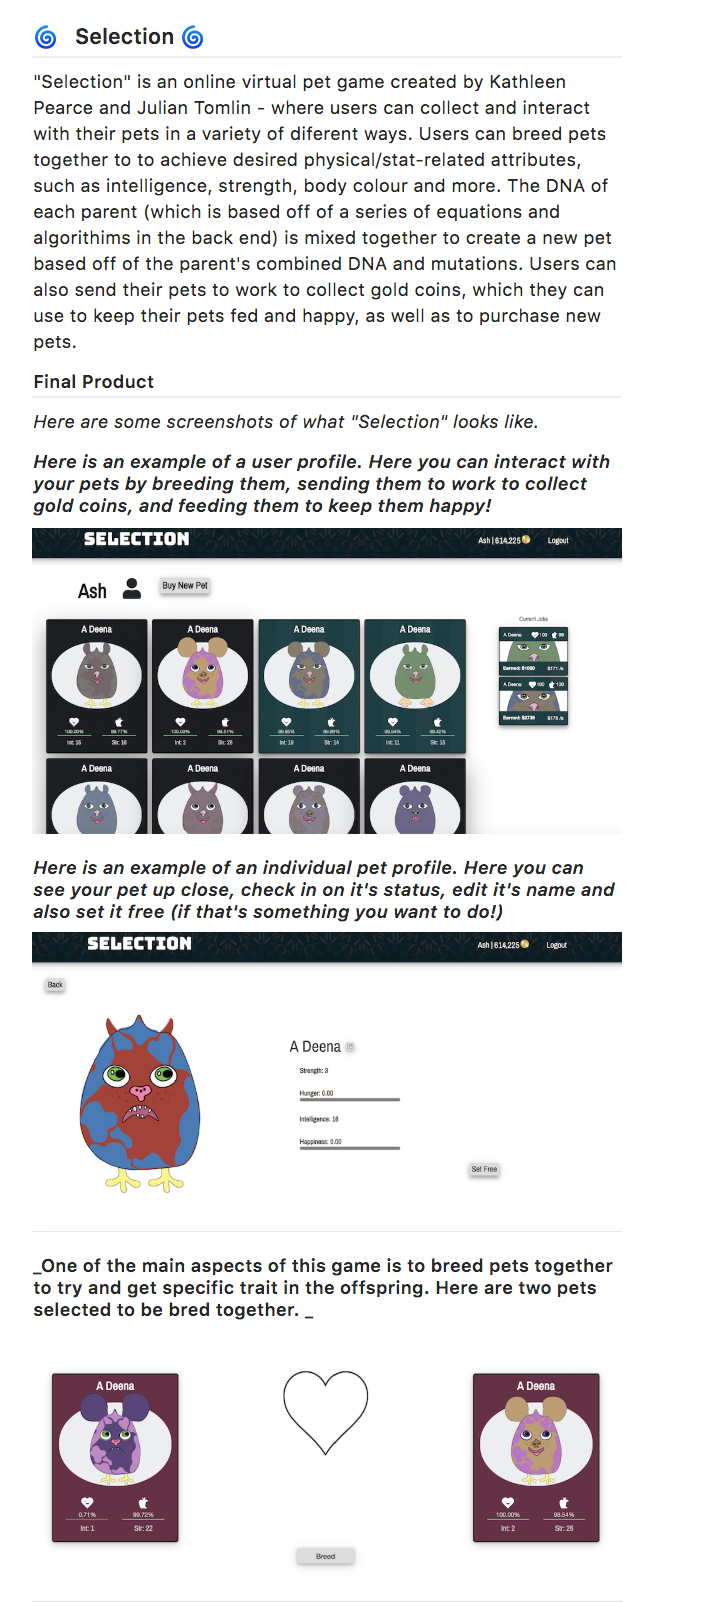 Selection
"Selection" is an online virtual pet game created by Kathleen
Pearce and Julian Tomlin - where users can collect and interact
with their pets in a variety of diferent ways. Users can breed pets
together to to achieve desired physical/stat-related attributes,
such as intelligence, strength, body colour and more. The DNA of
each parent (which is based off of a series of equations and
algorithims in the back end) is mixed together to create a new pet
based off of the parent's combined DNA and mutations. Users can
also send their pets to work to collect gold coins, which they can
use to keep their pets fed and happy, as well as to purchase new
pets.
Final Product
Here are some screenshots of what "Selection" looks like.
Here is an example of a user profile. Here you can interact with
your pets by breeding them, sending them to work to collect
gold coins, and feeding them to keep them happy!
SELECTION Ash | 614,225 Logout
Ash Buy New Pet
Current Jobs
A Deena A Deena A Deena A Deena
A Deena 100 99
Earned: $1680 $171 /s
A Deena 100 100
Earned: $2736 $178 /s
100.00% 99.77% 100.00% 98.51% 99.85% 99.86% 99.94% 99.42%
Int: 15 Str: 16 Int: 2 Str: 26 Int: 19 Str: 14 Int: 11 Str: 15
A Deena A Deena A Deena A Deena
Here is an example of an individual pet profile. Here you can
see your pet up close, check in on it's status, edit it's name and
also set it free (if that's something you want to do!)
SELECTION Ash | 614,225 Logout
Back
A Deena
Strength: 3
Hunger: 0.00
Intelligence: 16
Happiness: 0.00
Set Free
_One of the main aspects of this game is to breed pets together
to try and get specific trait in the offspring. Here are two pets
selected to be bred together. _
A Deena A Deena
0.71% 99.72% 100.00% 98.54%
Int: 1 Str: 22 Int: 2 Str: 26
Breed